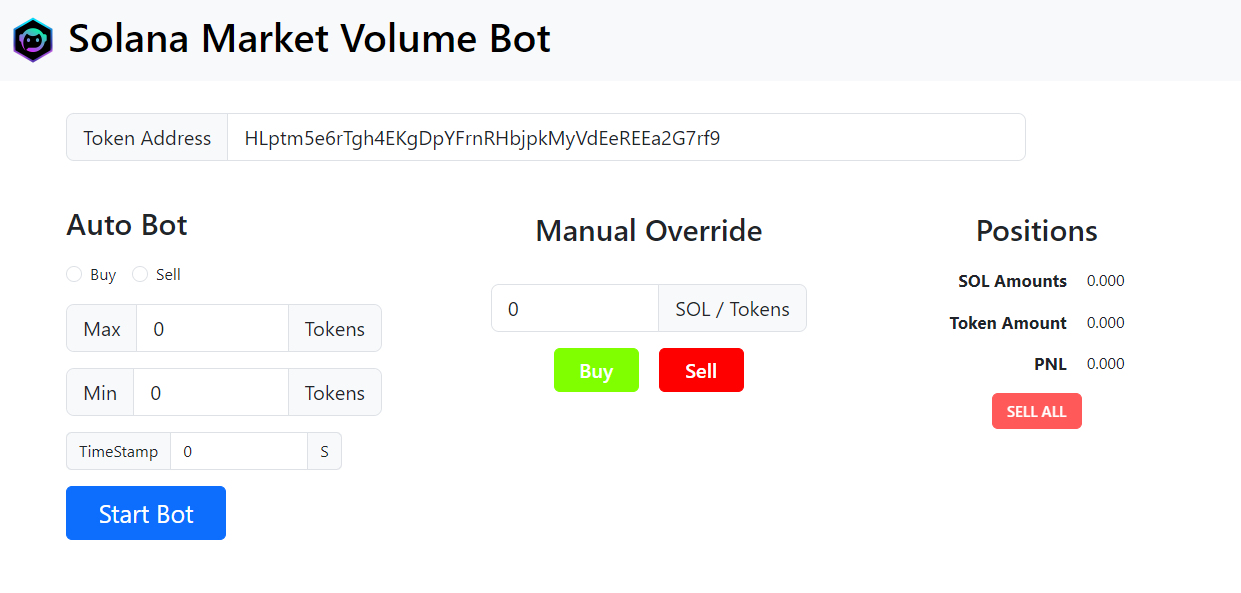 Solana Market Volume Bot
Token Address HLptm5e6rTgh4EKgDpYFrnRHbjpkMyVdEeREEa2G7rf9
Auto Bot
Buy Sell
Max 0 Tokens
Min 0 Tokens
TimeStamp 0 S
Start Bot
Manual Override
0 SOL / Tokens
Buy Sell
Positions
SOL Amounts 0.000
Token Amount 0.000
PNL 0.000
SELL ALL